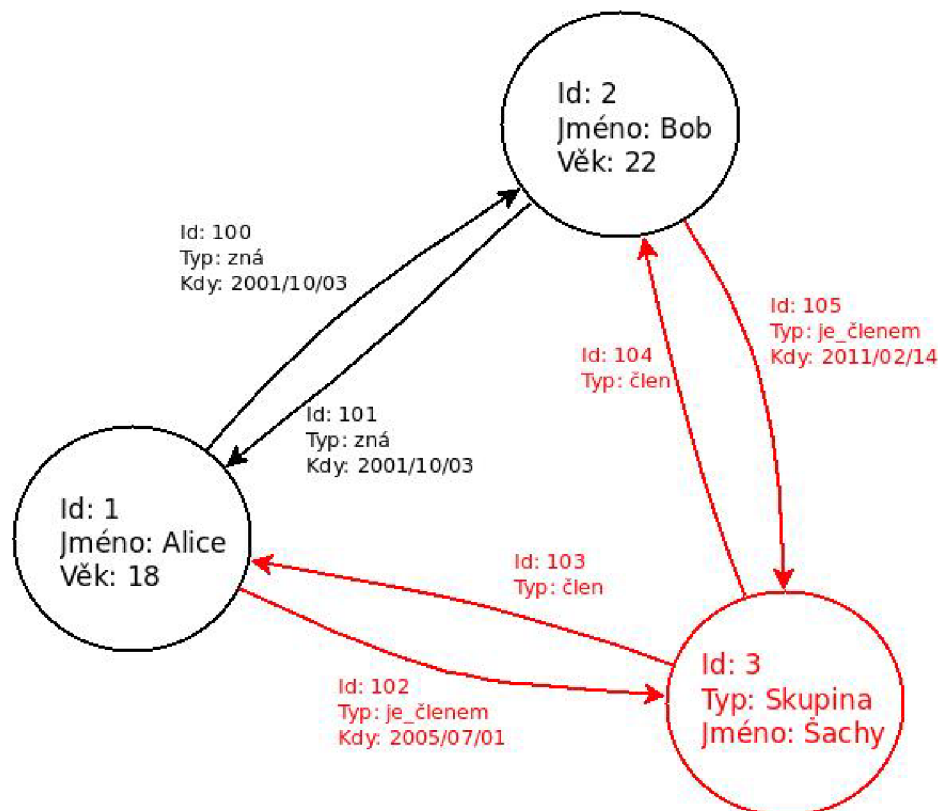 Id: 2
Jméno: Bob
Věk: 22
Id: 100
Typ: zná
Kdy: 2001/10/03
Id: 105
Typ: je_členem
Kdy: 2011/02/14
Id: 104
Typ: člen
Id: 101
Typ: zná
Kdy: 2001/10/03
Id: 1
Jméno: Alice
Věk: 18
Id: 103
Typ: člen
Id: 102
Typ: je_členem
Kdy: 2005/07/01
Id: 3
Typ: Skupina
Jméno: Šachy